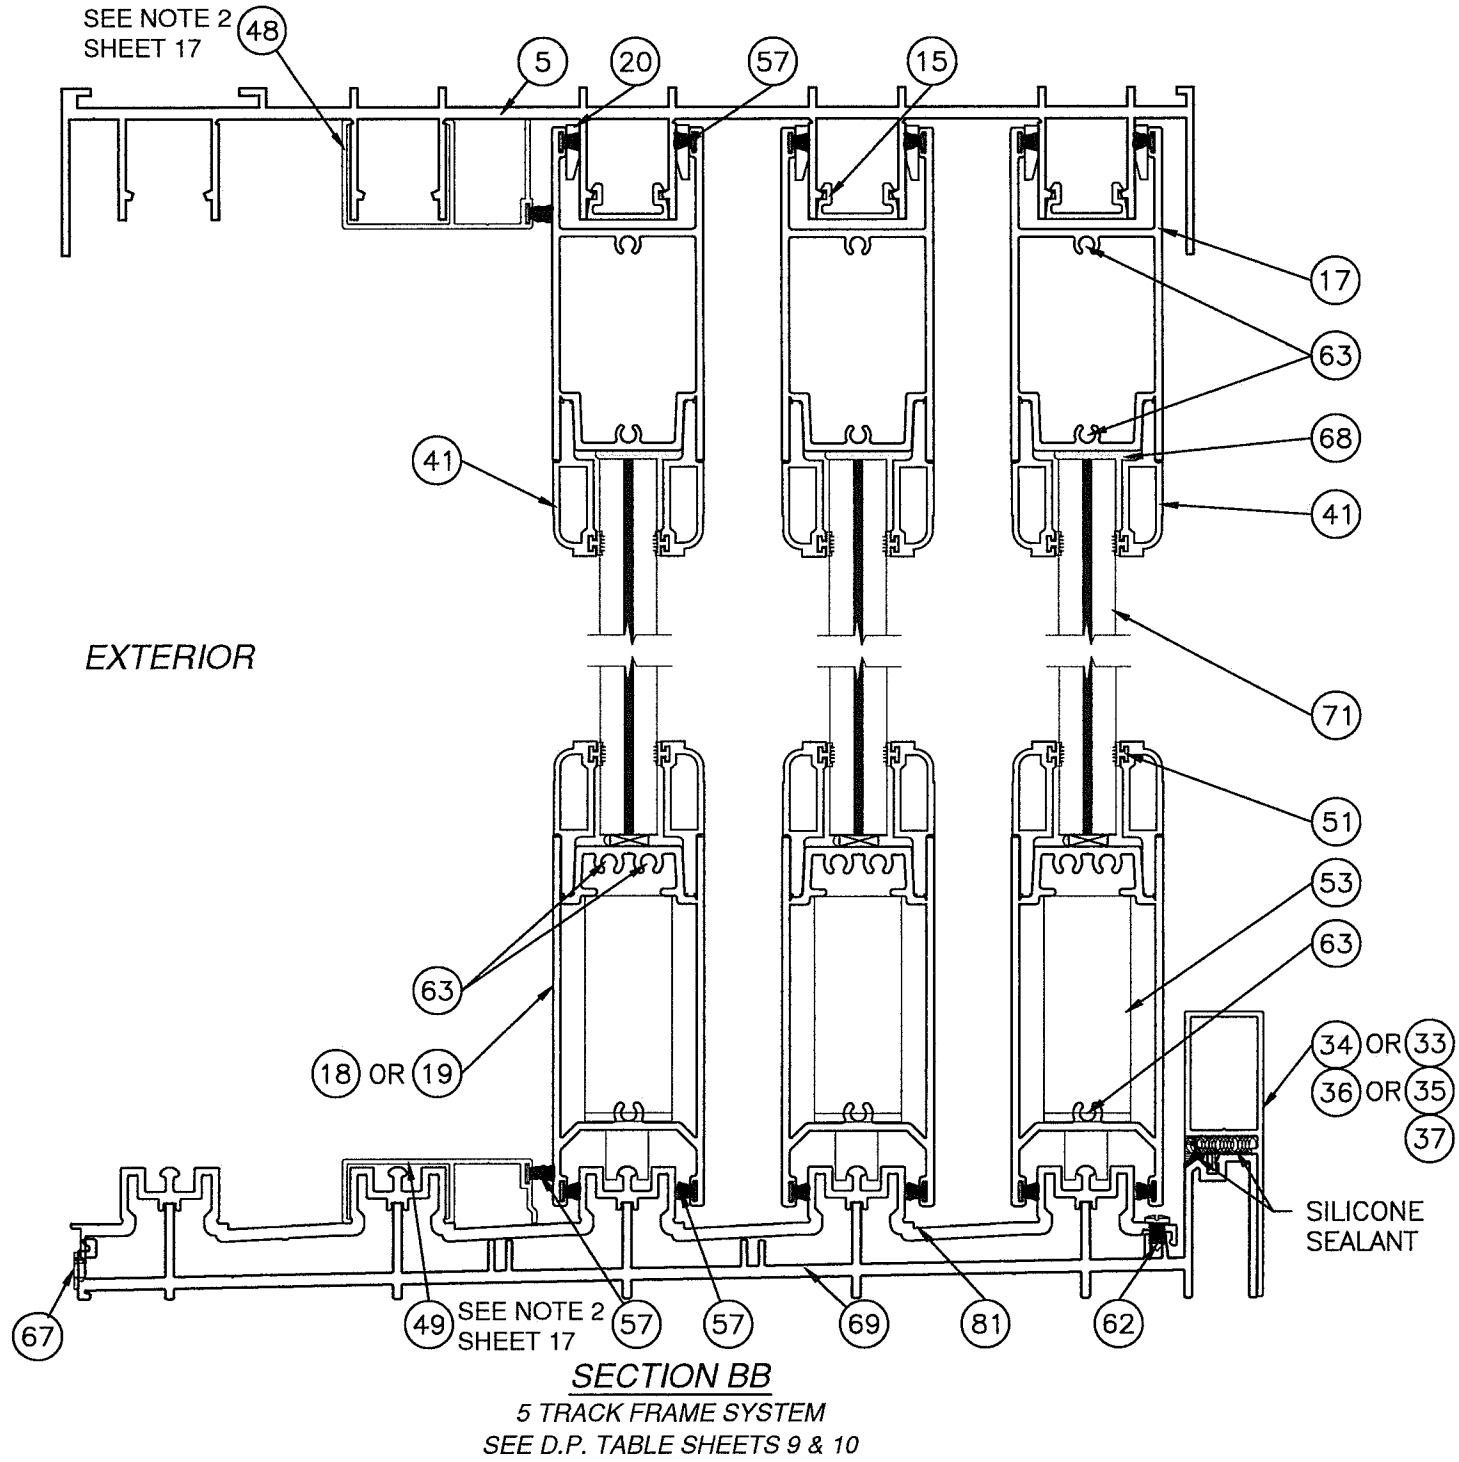 SEE NOTE 2
SHEET 17
48
5
20
57
15
17
63
68
41
41
EXTERIOR
71
51
53
63
63
18 OR 19
34 OR 33
36 OR 35
37
SILICONE
SEALANT
67
49
SEE NOTE 2
SHEET 17
57
57
69
81
62
SECTION BB
5 TRACK FRAME SYSTEM
SEE D.P. TABLE SHEETS 9 & 10